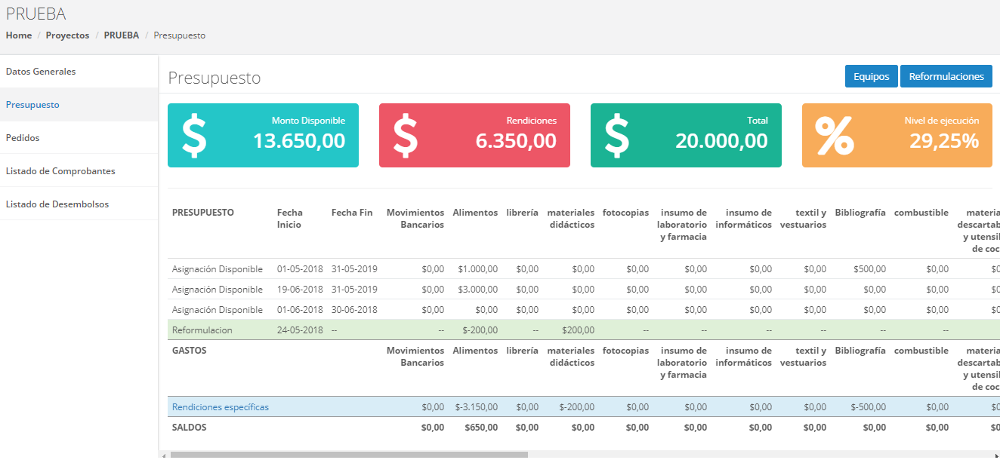 PRUEBA
Home / Proyectos / PRUEBA / Presupuesto
Datos Generales
Presupuesto
Pedidos
Listado de Comprobantes
Listado de Desembolsos
Presupuesto
Equipos
Reformulaciones
$ Monto Disponible
13.650,00
$ Rendiciones
6.350,00
$ Total
20.000,00
% Nivel de ejecución
29,25%
PRESUPUESTO Fecha Fecha Fin Movimientos Alimentos librería materiales fotocopias insumo de insumo de textil y Bibliografía combustible materia
Inicio Bancarios didácticos laboratorio informáticos vestuarios descartab
y farmacia y utensil
de coc
Asignación Disponible 01-05-2018 31-05-2019 $0,00 $1.000,00 $0,00 $0,00 $0,00 $0,00 $0,00 $0,00 $500,00 $0,00 $0
Asignación Disponible 19-06-2018 31-05-2019 $0,00 $3.000,00 $0,00 $0,00 $0,00 $0,00 $0,00 $0,00 $0,00 $0,00 $0
Asignación Disponible 01-06-2018 30-06-2018 $0,00 $0,00 $0,00 $0,00 $0,00 $0,00 $0,00 $0,00 $0,00 $0,00 $0
Reformulacion 24-05-2018 -- -- $-200,00 -- $200,00 -- -- -- -- -- --
GASTOS Movimientos Alimentos librería materiales fotocopias insumo de insumo de textil y Bibliografía combustible materia
Bancarios didácticos laboratorio informáticos vestuarios descartab
y farmacia y utensil
de coc
Rendiciones específicas $0,00 $-3.150,00 $0,00 $-200,00 $0,00 $0,00 $0,00 $0,00 $-500,00 $0,00 $0
SALDOS $0,00 $650,00 $0,00 $0,00 $0,00 $0,00 $0,00 $0,00 $0,00 $0,00 $0